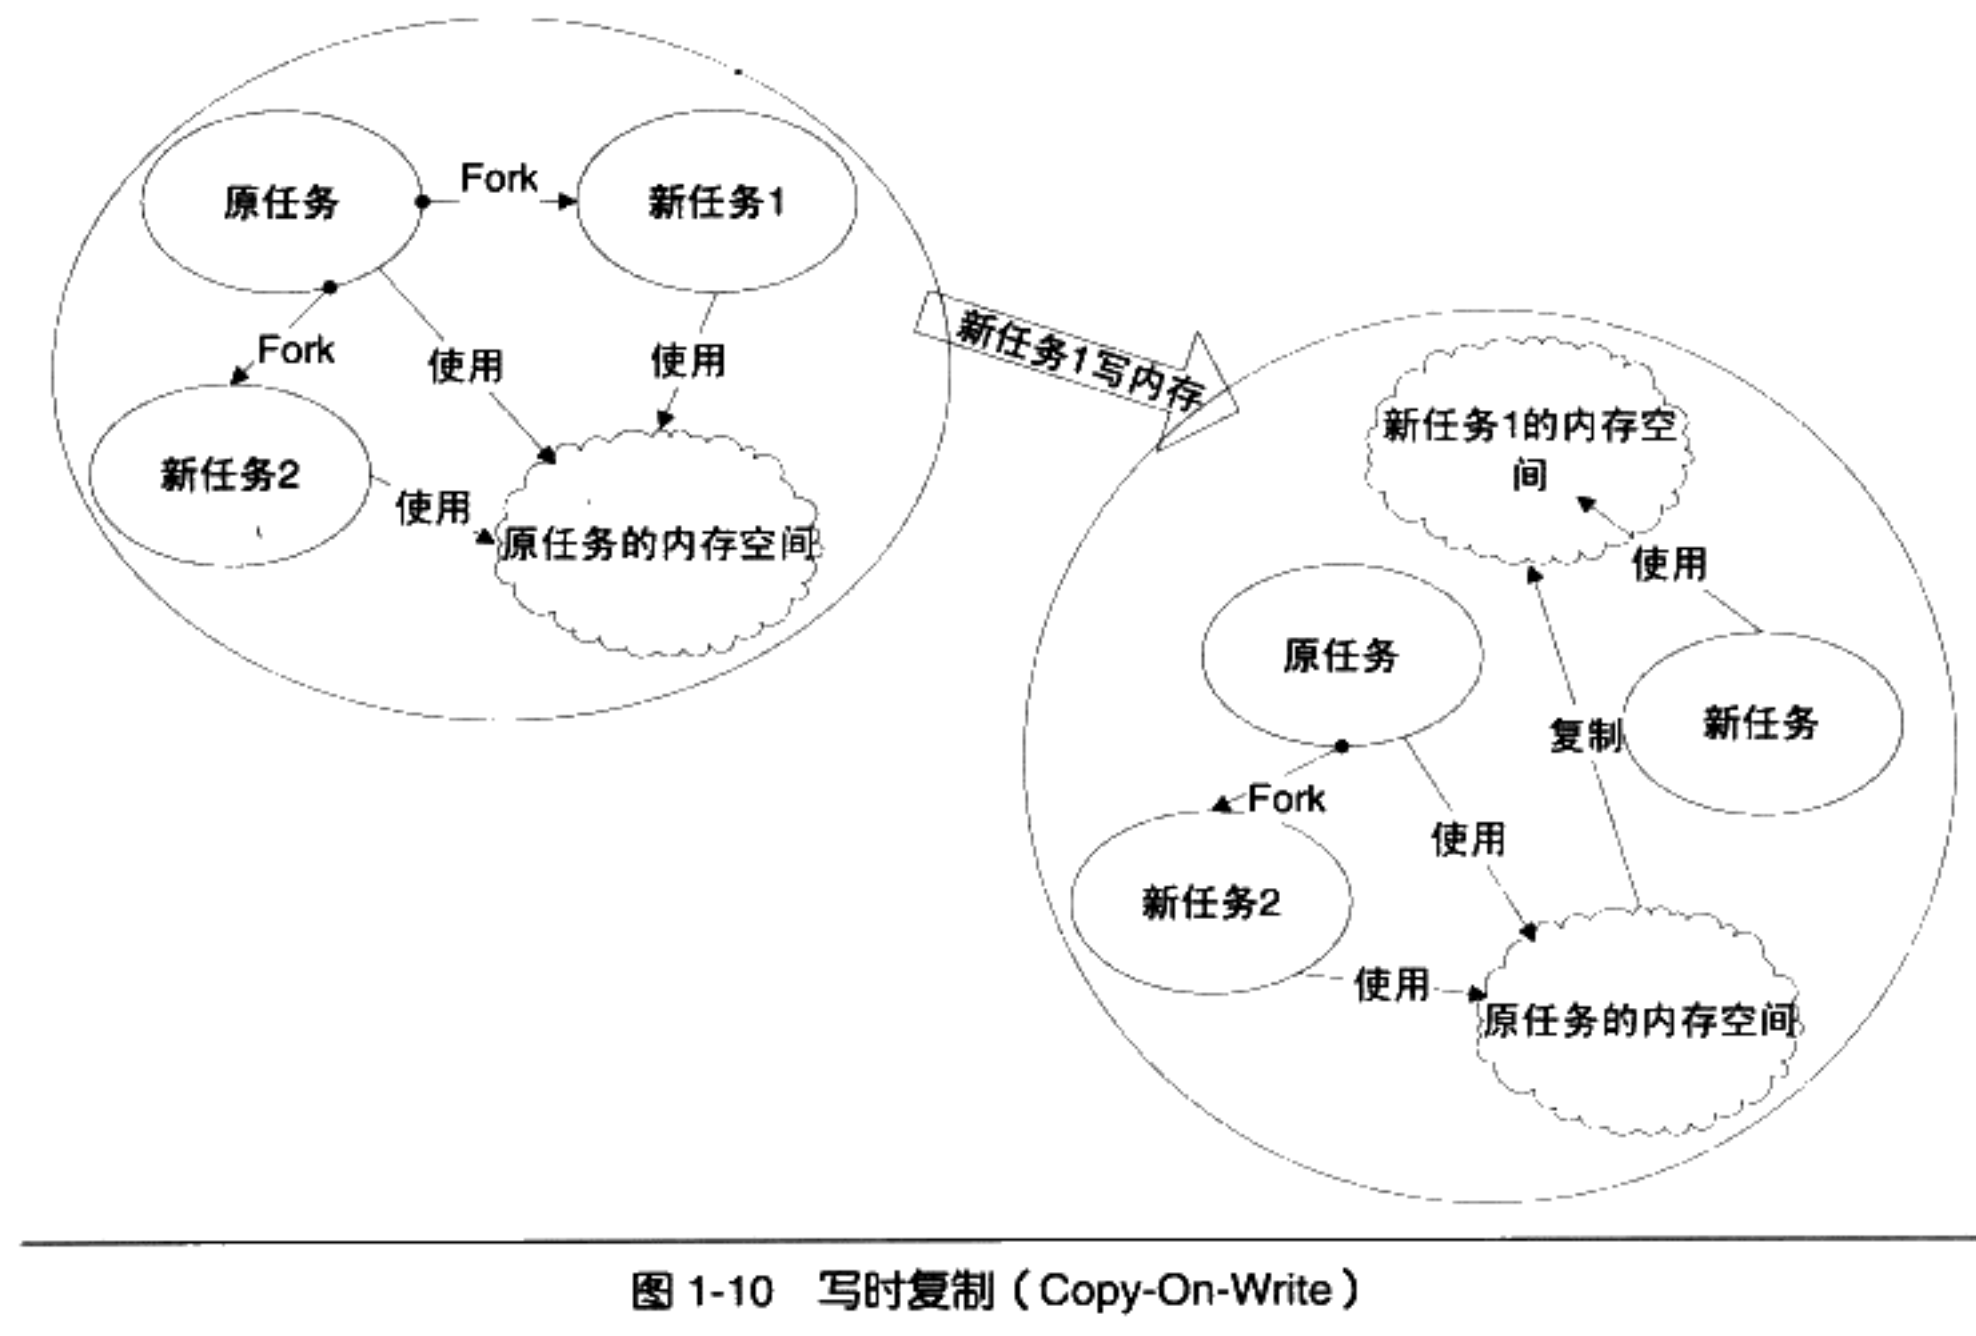 原任务
Fork
新任务1
Fork
使用
使用
新任务2
使用
原任务的内存空间
新任务1写内存
新任务1的内存空
间
使用
原任务
复制
新任务
Fork
使用
新任务2
使用
原任务的内存空间
图 1-10 写时复制（Copy-On-Write）